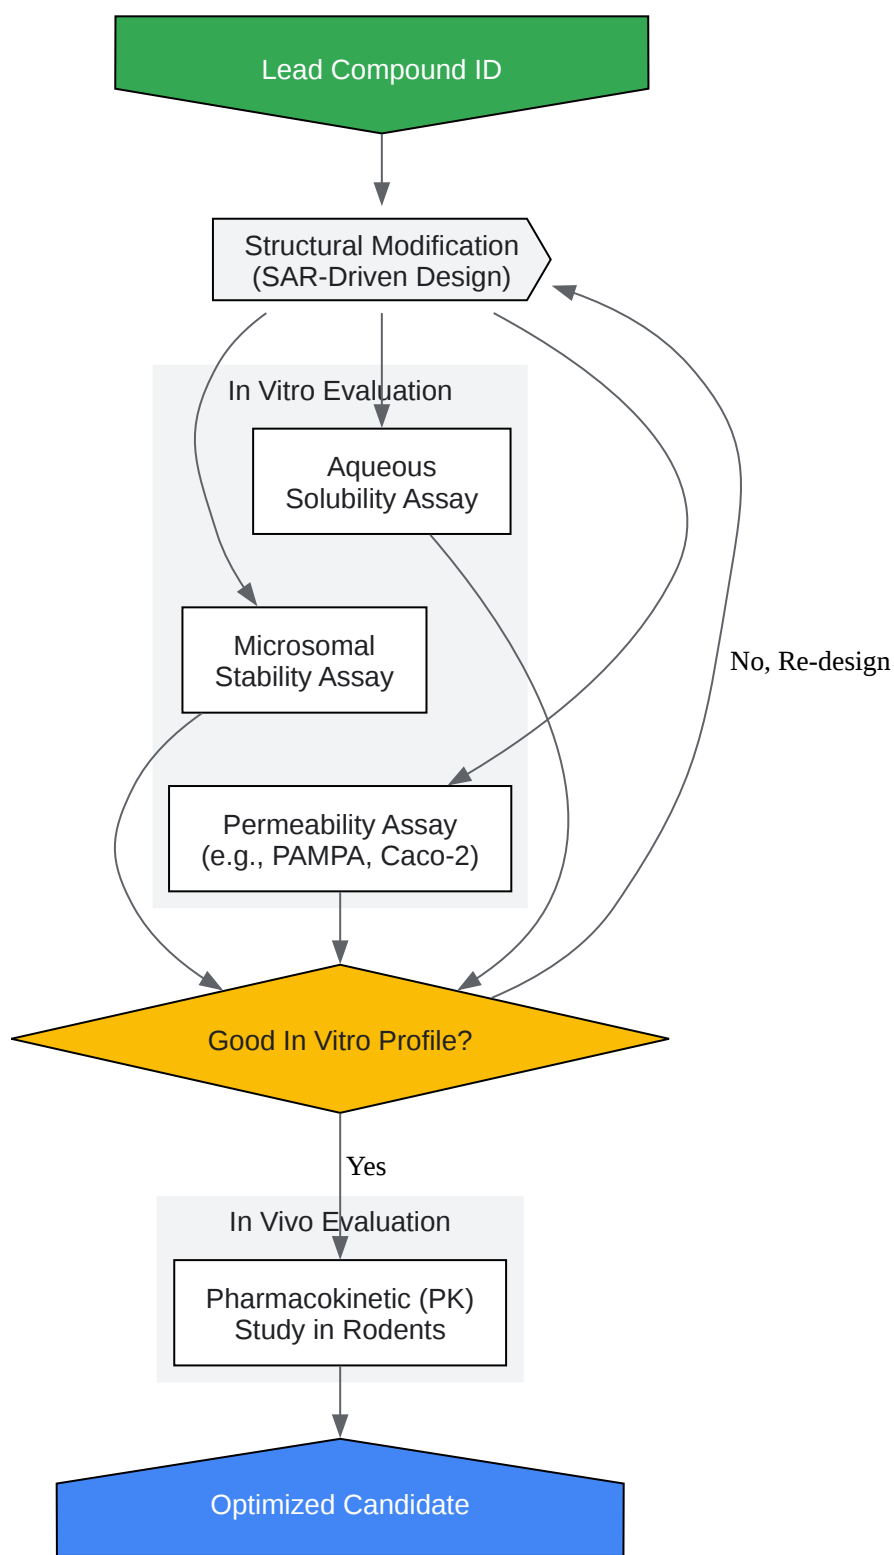 Lead Compound ID
Structural Modification
(SAR-Driven Design)
In Vitro Evaluation
Aqueous
Solubility Assay
Microsomal
Stability Assay
No, Re-design
Permeability Assay
(e.g., PAMPA, Caco-2)
Good In Vitro Profile?
Yes
In Vivo Evaluation
Pharmacokinetic (PK)
Study in Rodents
Optimized Candidate